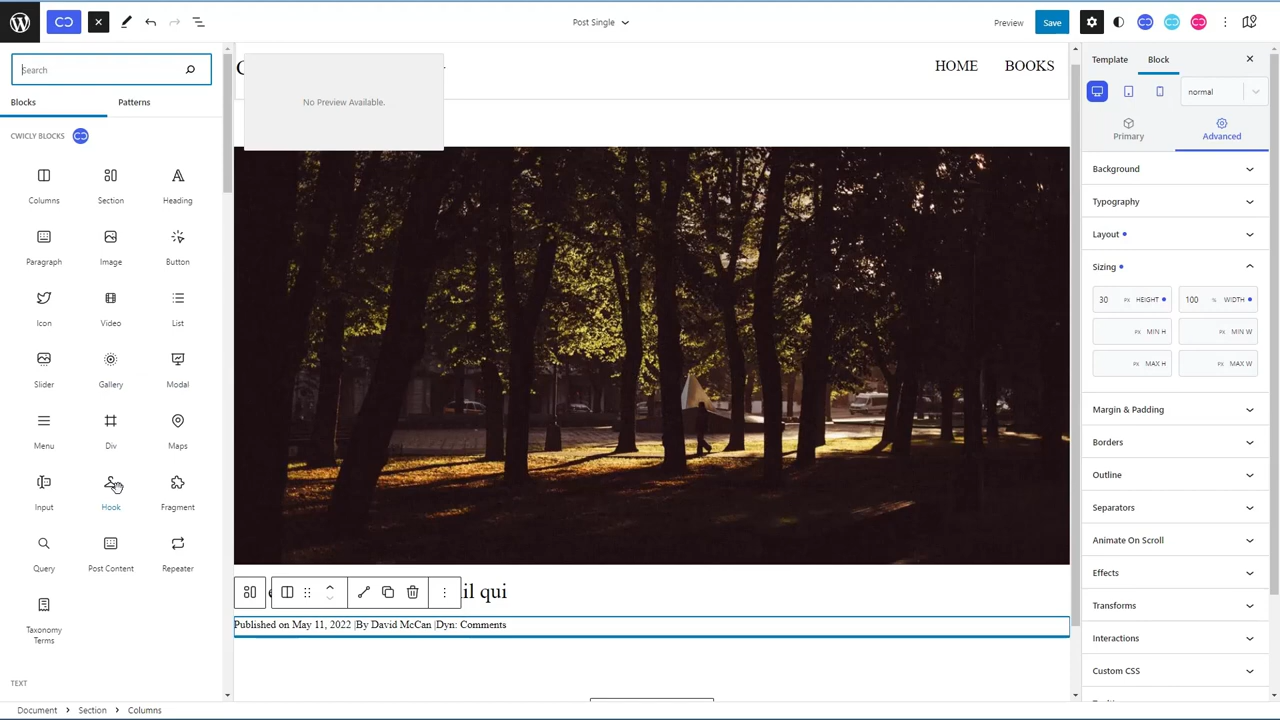 Post Single
Preview
Save
Search
Blocks
Patterns
CWICLY BLOCKS
Columns
Section
Heading
Paragraph
Image
Button
Icon
Video
List
Slider
Gallery
Modal
Menu
Div
Maps
Input
Hook
Fragment
Query
Post Content
Repeater
Taxonomy
Terms
TEXT
No Preview Available.
HOME
BOOKS
il qui
Published on May 11, 2022 |By David McCan |Dyn: Comments
Template
Block
normal
Primary
Advanced
Background
Typography
Layout
Sizing
30 PX HEIGHT
100 % WIDTH
PX MIN H
PX MIN W
PX MAX H
PX MAX W
Margin & Padding
Borders
Outline
Separators
Animate On Scroll
Effects
Transforms
Interactions
Custom CSS
Document
Section
Columns